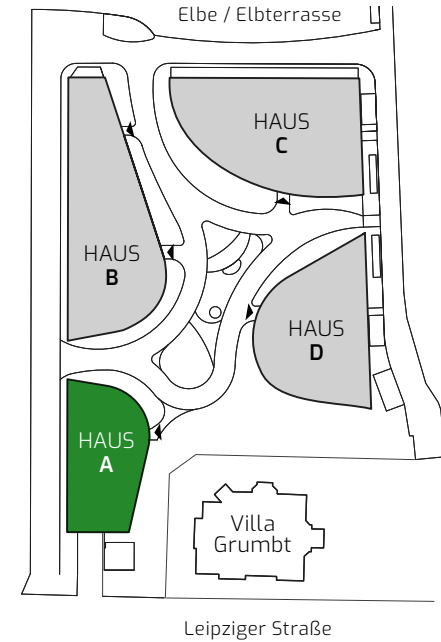 Elbe / Elbterrasse
HAUS
C
HAUS
B
HAUS
D
HAUS
A
Villa
Grumbt
Leipziger Straße